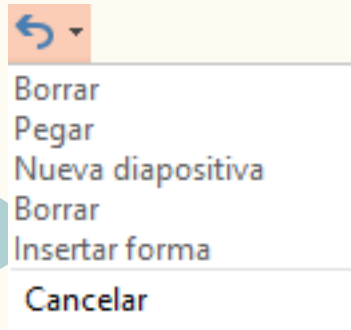 Borrar
Pegar
Nueva diapositiva
Borrar
Insertar forma
Cancelar